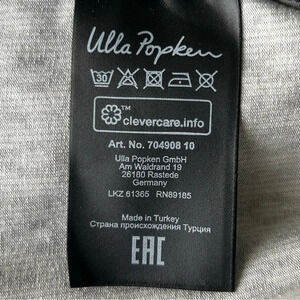 Ulla Popken
30
™
clevercare.info
Art. No. 704908 10
Ulla Popken GmbH
Am Waldrand 19
26180 Rastede
Germany
LKZ 61365 RN89185
Made in Turkey
Страна происхождения Турция
EAC